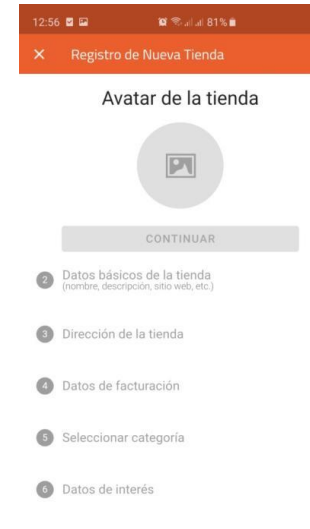 12:56 81%
× Registro de Nueva Tienda
Avatar de la tienda
CONTINUAR
2 Datos básicos de la tienda
(nombre, descripción, sitio web, etc.)
3 Dirección de la tienda
4 Datos de facturación
5 Seleccionar categoría
6 Datos de interés